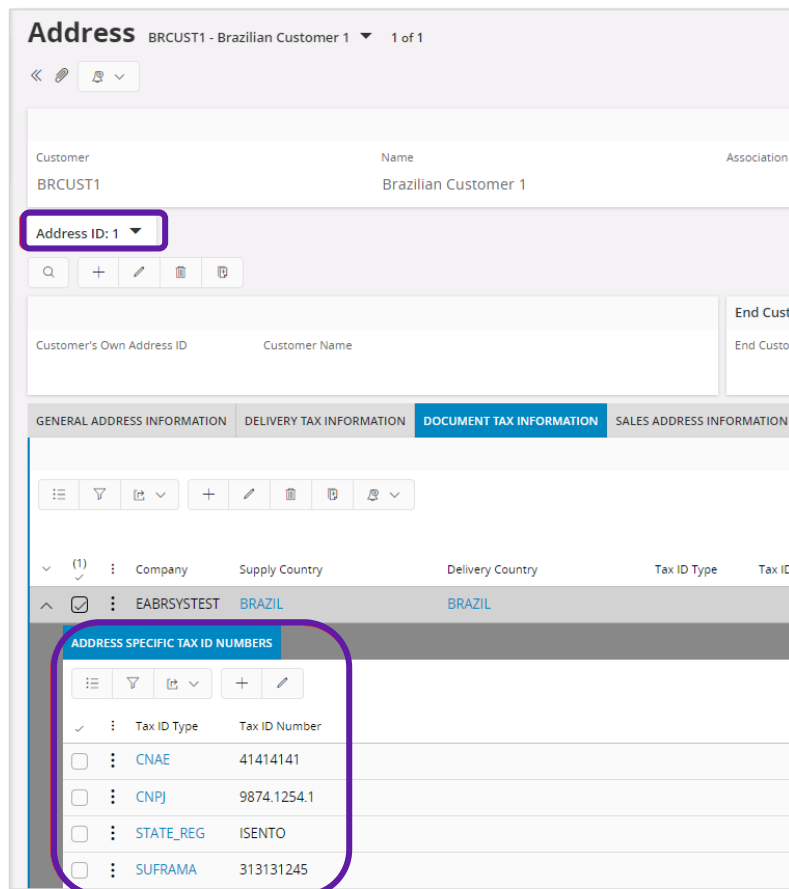 Address BRCUST1 - Brazilian Customer 1 1 of 1
Customer Name Association
BRCUST1 Brazilian Customer 1
Address ID: 1
End Cust
Customer's Own Address ID Customer Name End Custo
GENERAL ADDRESS INFORMATION DELIVERY TAX INFORMATION DOCUMENT TAX INFORMATION SALES ADDRESS INFORMATION
(1) Company Supply Country Delivery Country Tax ID Type Tax ID
EABRSYSTEST BRAZIL BRAZIL
ADDRESS SPECIFIC TAX ID NUMBERS
Tax ID Type Tax ID Number
CNAE 41414141
CNPJ 9874.1254.1
STATE_REG ISENTO
SUFRAMA 313131245